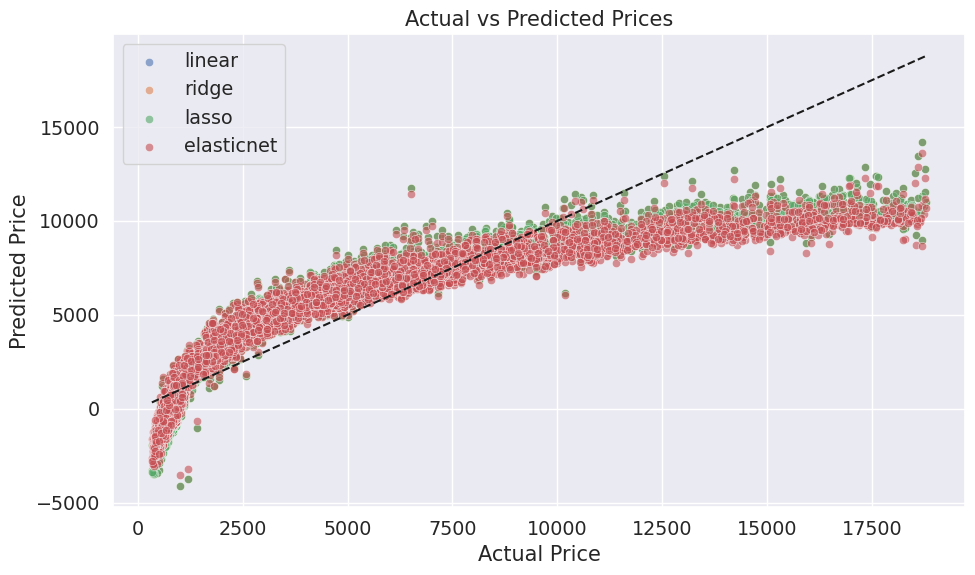 Actual vs Predicted Prices
linear
ridge
lasso
elasticnet
15000
10000
5000
0
−5000
Predicted Price
0
2500
5000
7500
10000
12500
15000
17500
Actual Price